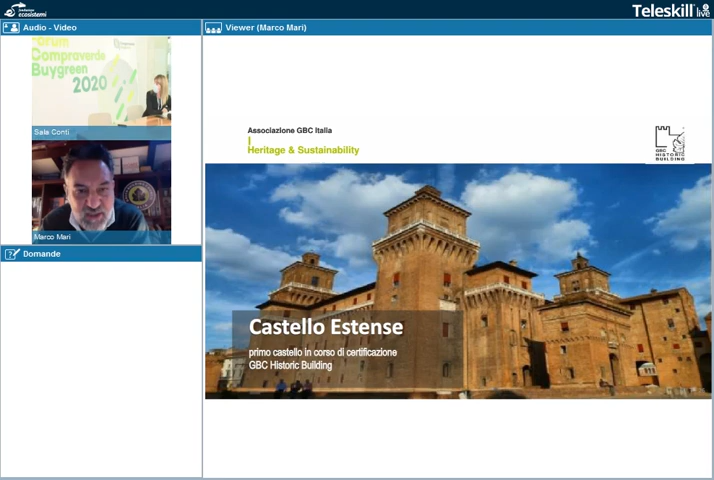 fondazione
ecosistemi
Teleskill live
Audio - Video
Viewer (Marco Mari)
Forum
Compraverde
Buygreen
2020
Sala Conti
Marco Mari
Domande
Associazione GBC Italia
Heritage & Sustainability
GBC
HISTORIC
BUILDING
Castello Estense
primo castello in corso di certificazione
GBC Historic Building